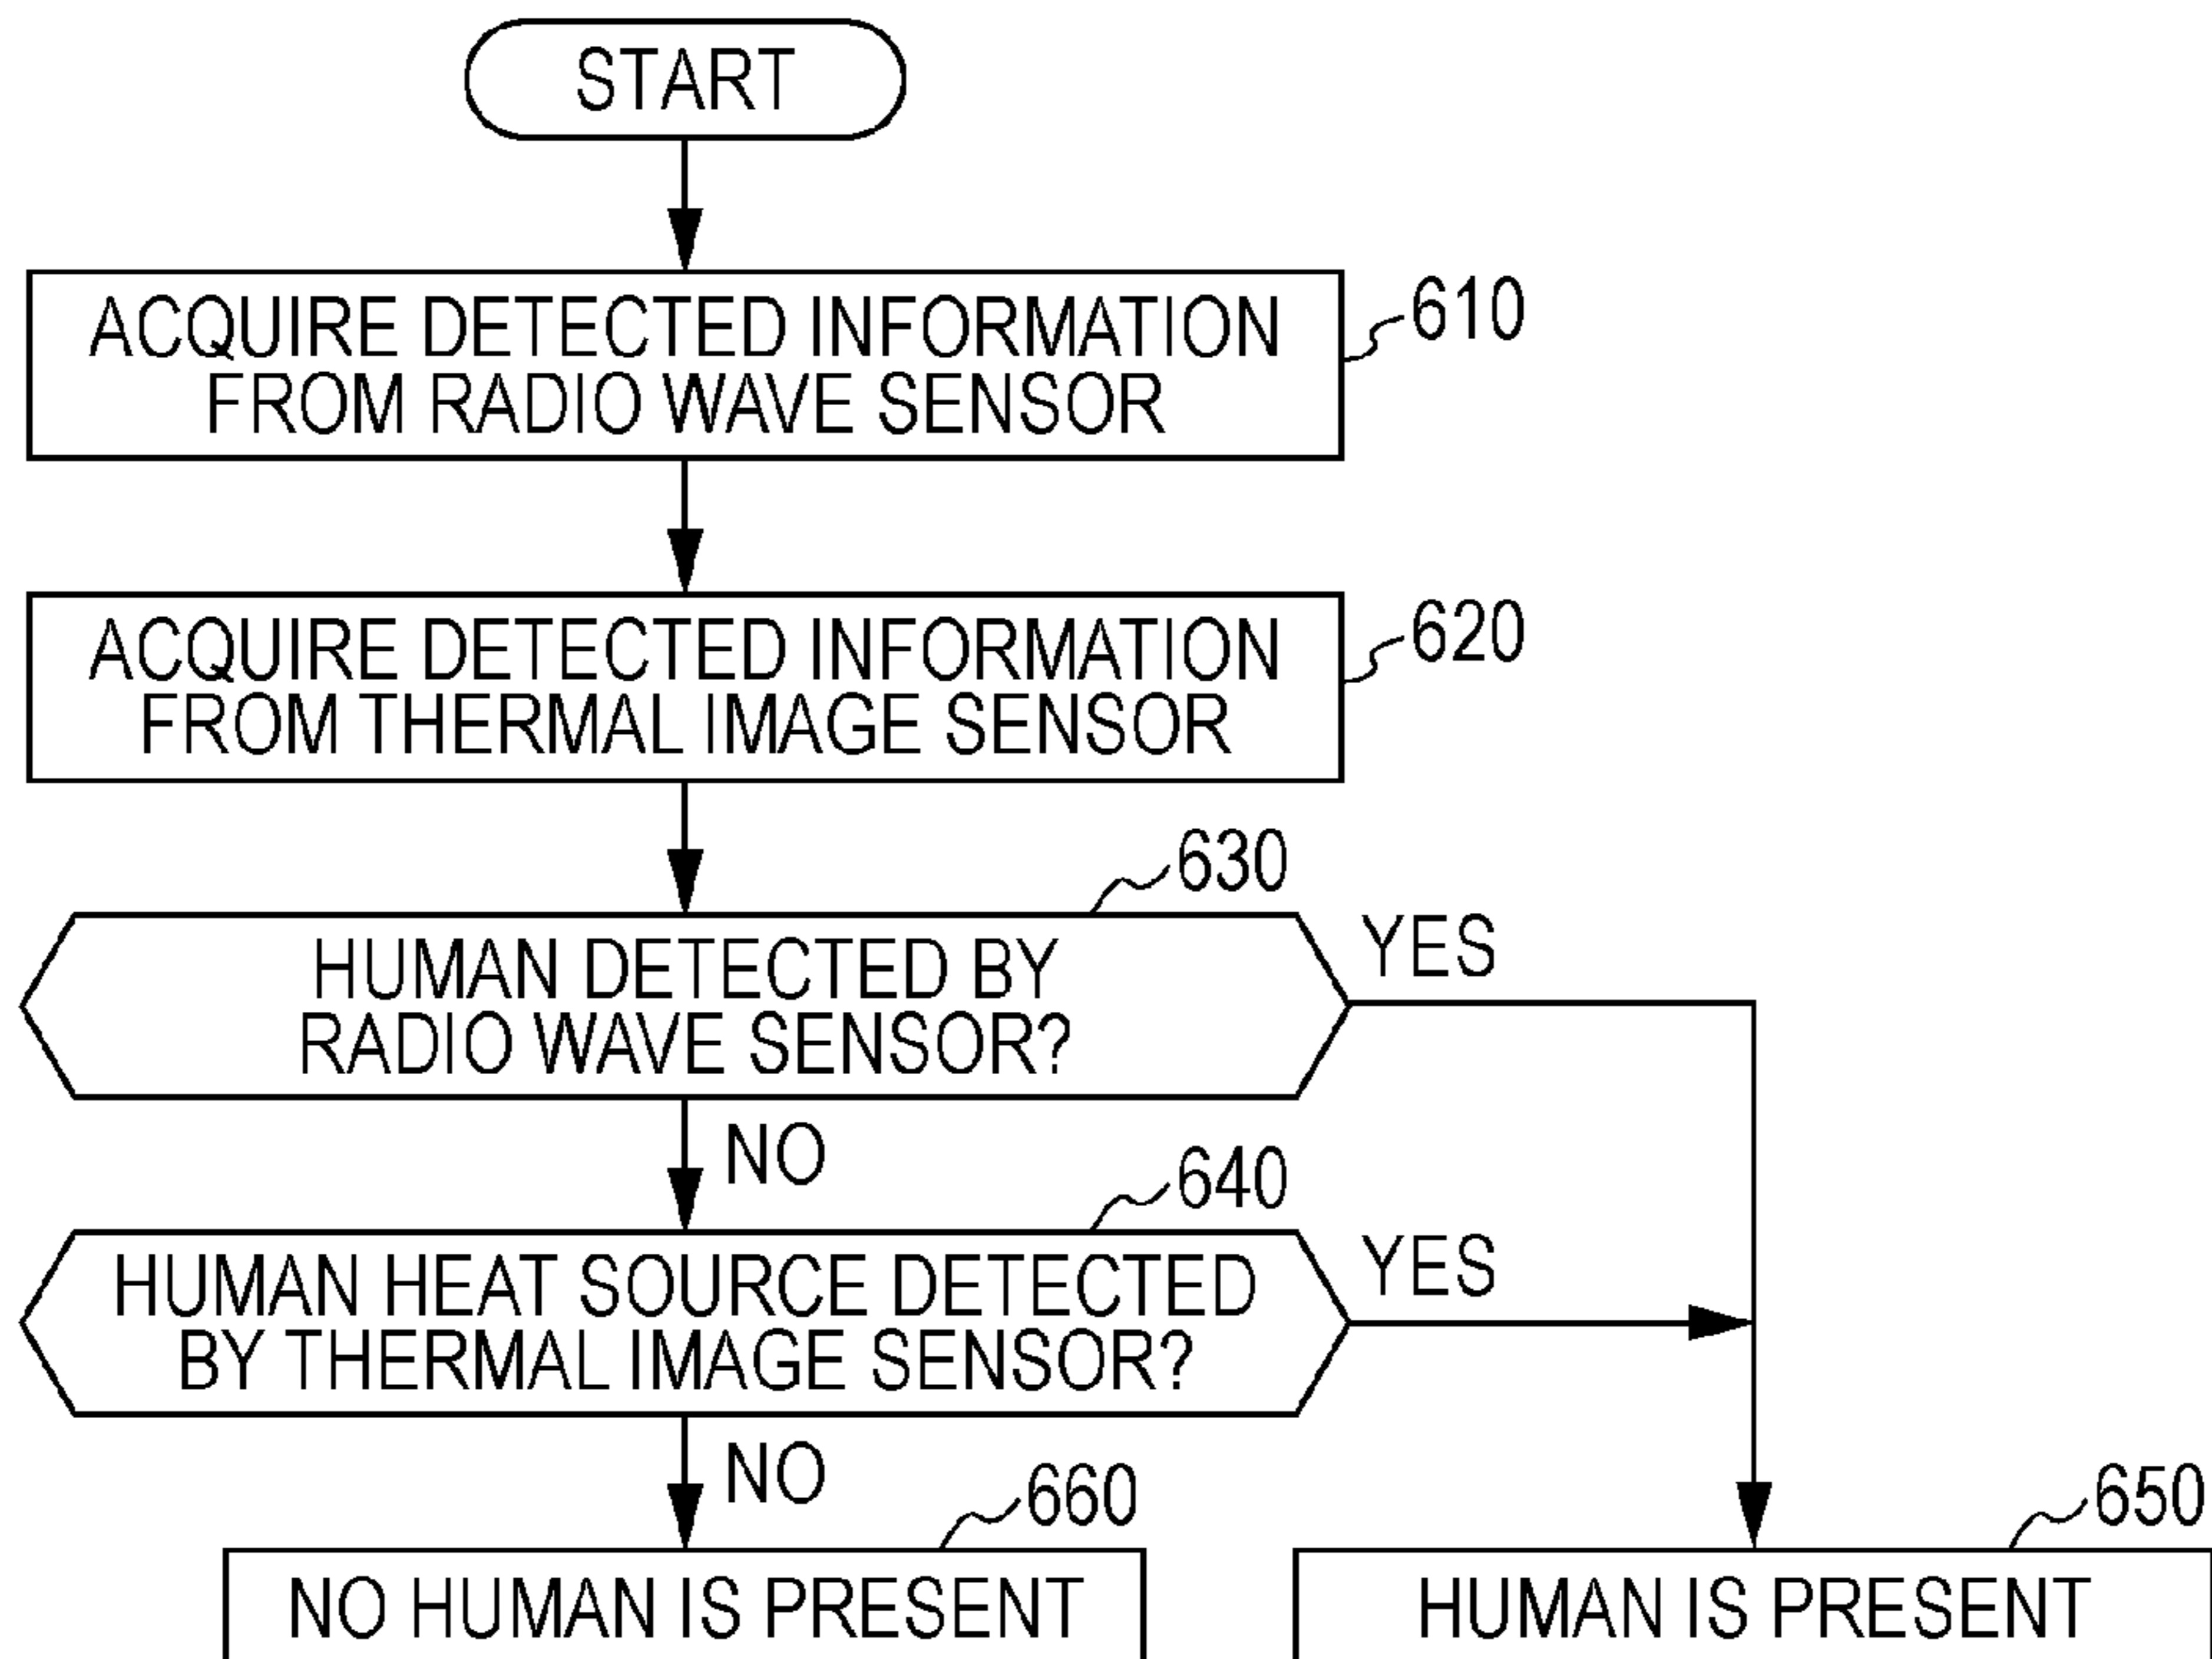 START
ACQUIRE DETECTED INFORMATION
FROM RADIO WAVE SENSOR
610
ACQUIRE DETECTED INFORMATION
FROM THERMAL IMAGE SENSOR
620
630
HUMAN DETECTED BY
RADIO WAVE SENSOR?
YES
NO
640
HUMAN HEAT SOURCE DETECTED
BY THERMAL IMAGE SENSOR?
YES
NO
660
NO HUMAN IS PRESENT
650
HUMAN IS PRESENT